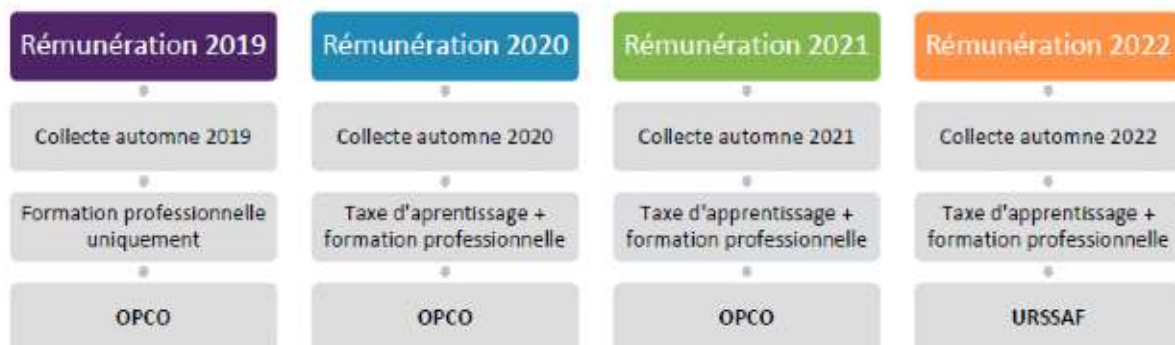 Rémunération 2019
Collecte automne 2019
Formation professionnelle
uniquement
OPCO
Rémunération 2020
Collecte automne 2020
Taxe d'aprentissage +
formation professionnelle
OPCO
Rémunération 2021
Collecte automne 2021
Taxe d'apprentissage +
formation professionnelle
OPCO
Rémunération 2022
Collecte automne 2022
Taxe d'apprentissage +
formation professionnelle
URSSAF